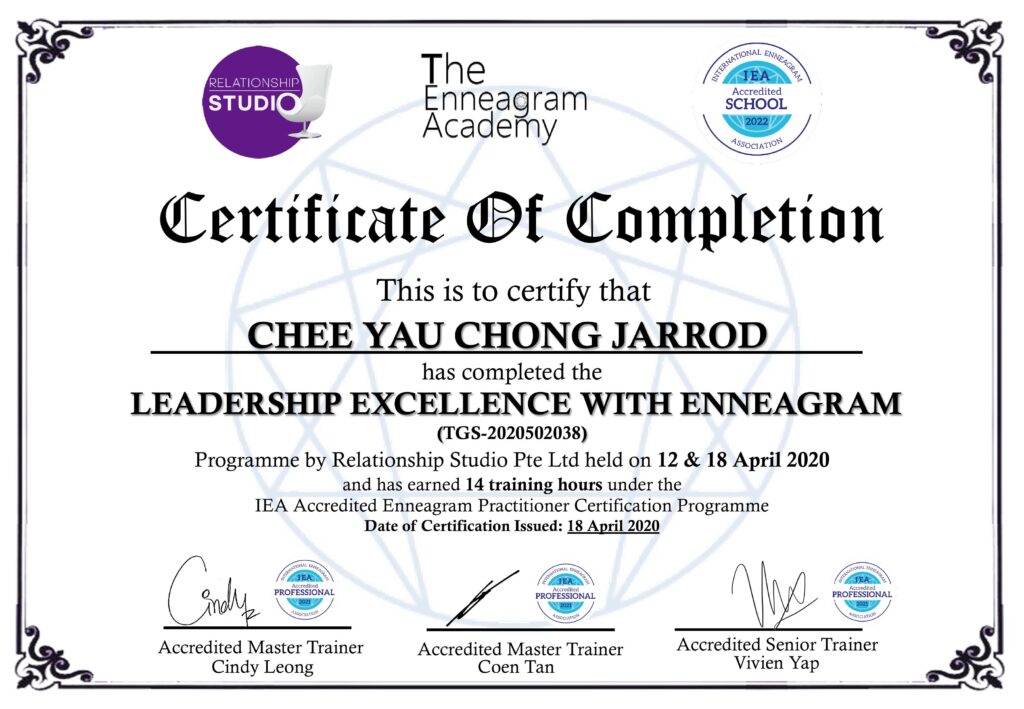 RELATIONSHIP
STUDIO
The
Enneagram
Academy
INTERNATIONAL ENNEAGRAM
IEA
Accredited
SCHOOL
2022
ASSOCIATION
Certificate Of Completion
This is to certify that
CHEE YAU CHONG JARROD
has completed the
LEADERSHIP EXCELLENCE WITH ENNEAGRAM
(TGS-2020502038)
Programme by Relationship Studio Pte Ltd held on 12 & 18 April 2020
and has earned 14 training hours under the
IEA Accredited Enneagram Practitioner Certification Programme
Date of Certification Issued: 18 April 2020
Cindy
INTERNATIONAL ENNEAGRAM
IEA
Accredited
PROFESSIONAL
2021
ASSOCIATION
Accredited Master Trainer
Cindy Leong
INTERNATIONAL ENNEAGRAM
IEA
Accredited
PROFESSIONAL
2021
ASSOCIATION
Accredited Master Trainer
Coen Tan
INTERNATIONAL ENNEAGRAM
IEA
Accredited
PROFESSIONAL
2021
ASSOCIATION
Accredited Senior Trainer
Vivien Yap